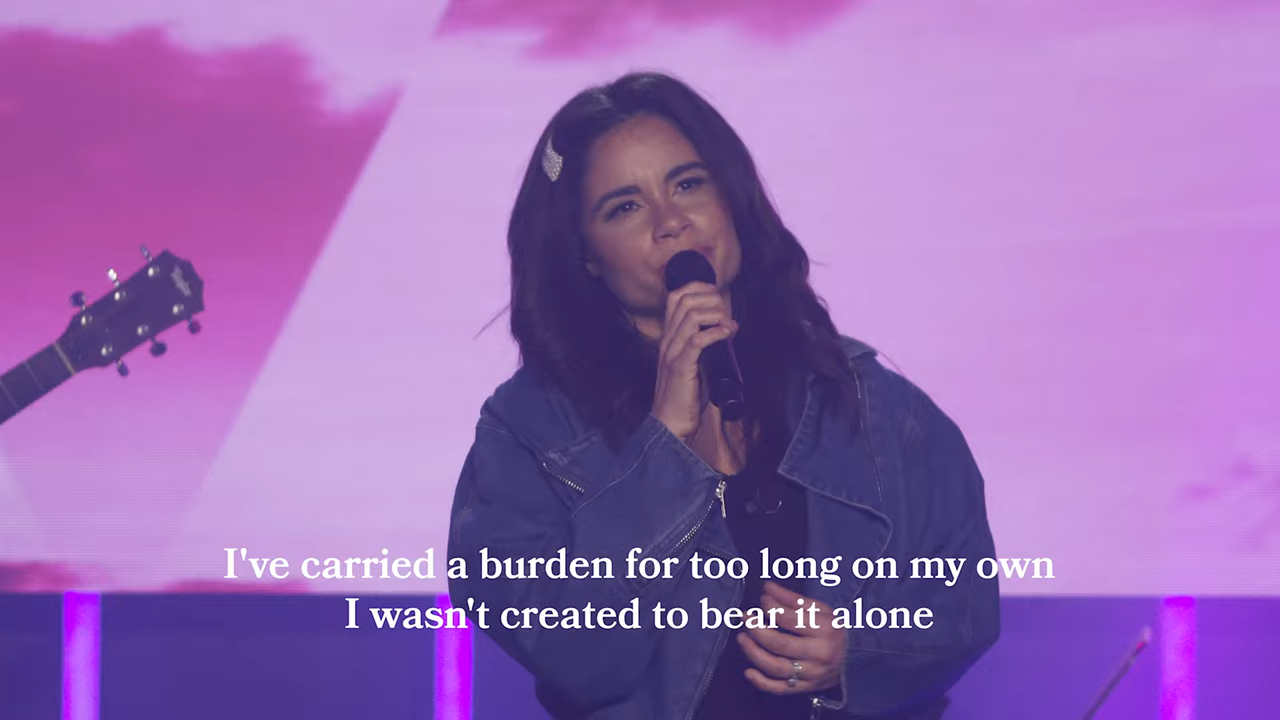 I've carried a burden for too long on my own
I wasn't created to bear it alone